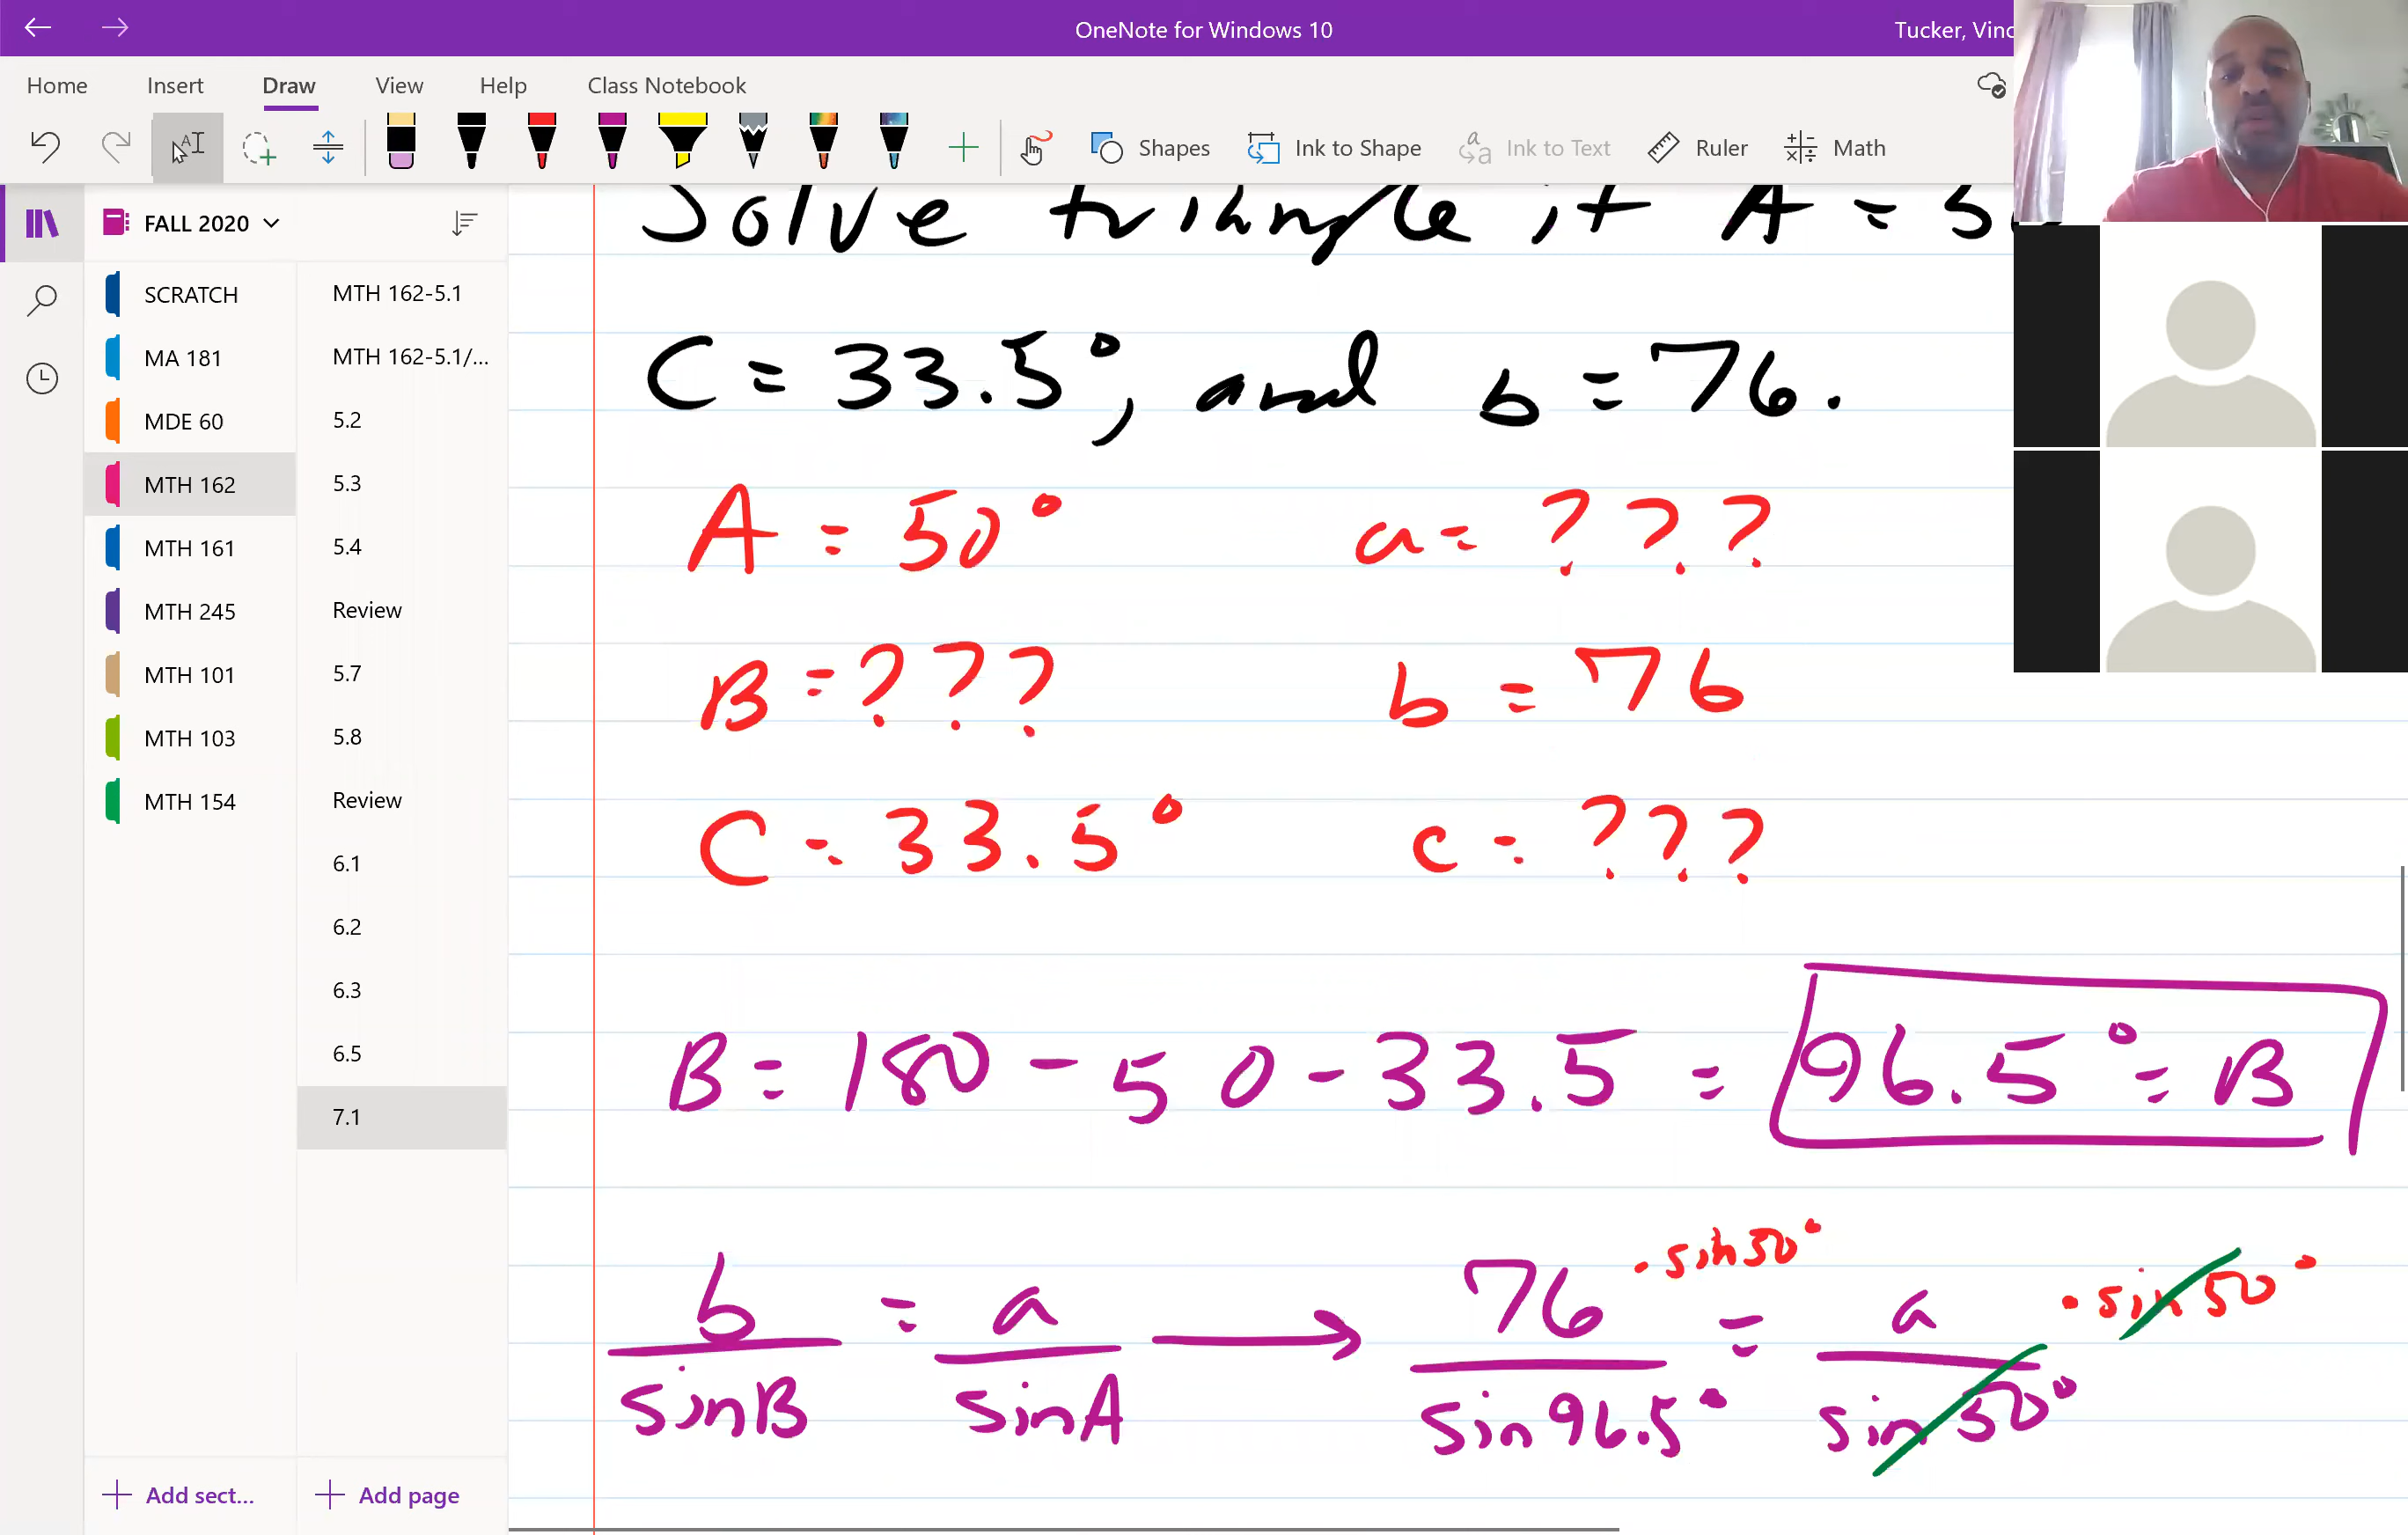 OneNote for Windows 10
Tucker, Vinc
Home Insert Draw View Help Class Notebook
Shapes Ink to Shape Ink to Text Ruler Math
FALL 2020
SCRATCH
MA 181
MDE 60
MTH 162
MTH 161
MTH 245
MTH 101
MTH 103
MTH 154
Add sect...
MTH 162-5.1
MTH 162-5.1/...
5.2
5.3
5.4
Review
5.7
5.8
Review
6.1
6.2
6.3
6.5
7.1
Add page
Solve triangle if A = 5
C = 33.5°, and b = 76.
A = 50° a = ???
B = ??? b = 76
C = 33.5° c = ???
B = 180 - 50 - 33.5 = 96.5° = B
b/sinB = a/sinA → 76/sin96.5° · sin50° = a/sin50° · sin50°